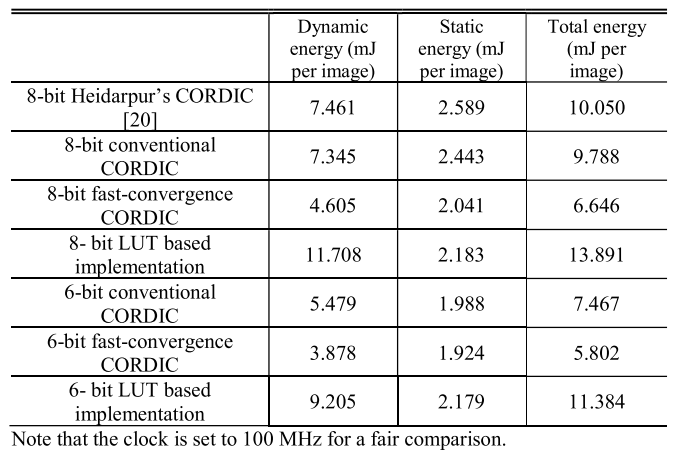 Dynamic energy (mJ per image) Static energy (mJ per image) Total energy (mJ per image)
8-bit Heidarpur's CORDIC [20] 7.461 2.589 10.050
8-bit conventional CORDIC 7.345 2.443 9.788
8-bit fast-convergence CORDIC 4.605 2.041 6.646
8- bit LUT based implementation 11.708 2.183 13.891
6-bit conventional CORDIC 5.479 1.988 7.467
6-bit fast-convergence CORDIC 3.878 1.924 5.802
6- bit LUT based implementation 9.205 2.179 11.384
Note that the clock is set to 100 MHz for a fair comparison.